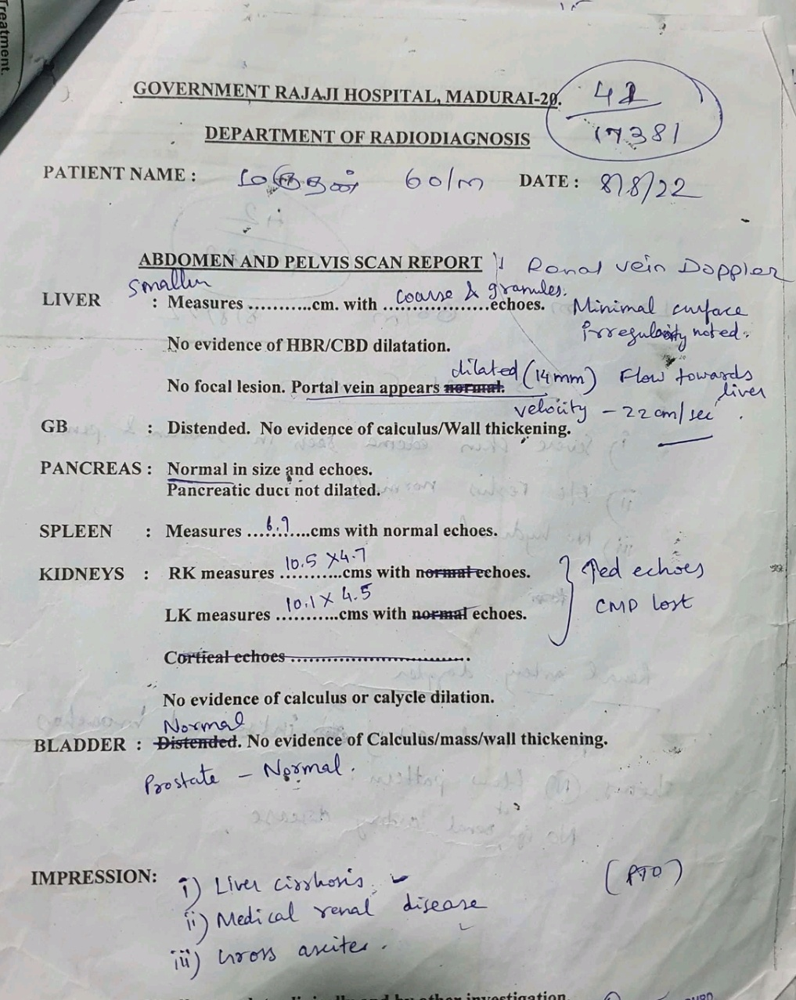 Treatment.
GOVERNMENT RAJAJI HOSPITAL, MADURAI-20.
42
17381
DEPARTMENT OF RADIODIAGNOSIS
PATIENT NAME : 60/m DATE : 8/8/22
ABDOMEN AND PELVIS SCAN REPORT Renal vein Doppler
LIVER : smaller Measures ...........cm. with coarse & granules. echoes. Minimal surface
irregularity noted.
No evidence of HBR/CBD dilatation.
No focal lesion. Portal vein appears normal. dilated (14 mm) Flow towards
liver
velocity - 22 cm/sec.
GB : Distended. No evidence of calculus/Wall thickening.
PANCREAS : Normal in size and echoes.
Pancreatic duct not dilated.
SPLEEN : Measures ...6.9...cms with normal echoes.
KIDNEYS : RK measures 10.5 X 4.7 cms with normal echoes. ↑ed echoes
LK measures 10.1 X 4.5 cms with normal echoes. CMD lost
Cortical echoes ......................................
No evidence of calculus or calycle dilation.
Normal
BLADDER : Distended. No evidence of Calculus/mass/wall thickening.
Prostate - Normal.
IMPRESSION: i) Liver cirrhosis (PTO)
ii) Medical renal disease
iii) Gross ascites.